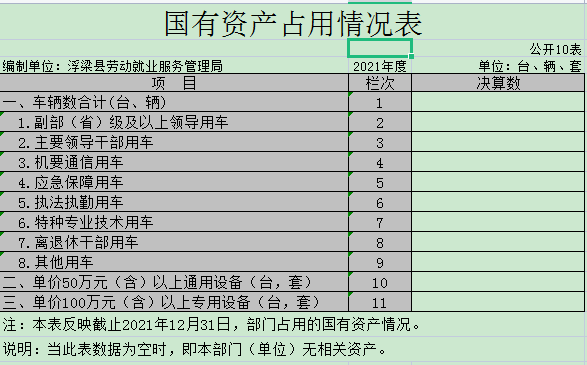 国有资产占用情况表
公开10表
编制单位：浮梁县劳动就业服务管理局 2021年度 单位：台、辆、套
项 目 栏次 决算数
一、车辆数合计(台、辆) 1
1.副部（省）级及以上领导用车 2
2.主要领导干部用车 3
3.机要通信用车 4
4.应急保障用车 5
5.执法执勤用车 6
6.特种专业技术用车 7
7.离退休干部用车 8
8.其他用车 9
二、单价50万元（含）以上通用设备（台，套） 10
三、单价100万元（含）以上专用设备（台，套） 11
注：本表反映截止2021年12月31日，部门占用的国有资产情况。
说明：当此表数据为空时，即本部门（单位）无相关资产。